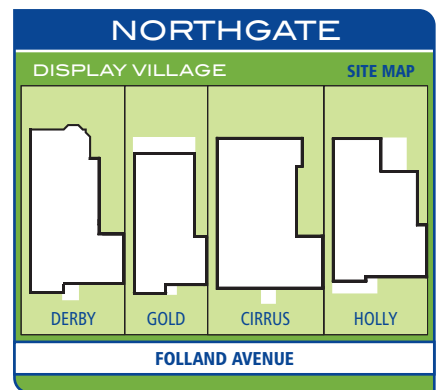 NORTHGATE
DISPLAY VILLAGE SITE MAP
DERBY GOLD CIRRUS HOLLY
FOLLAND AVENUE